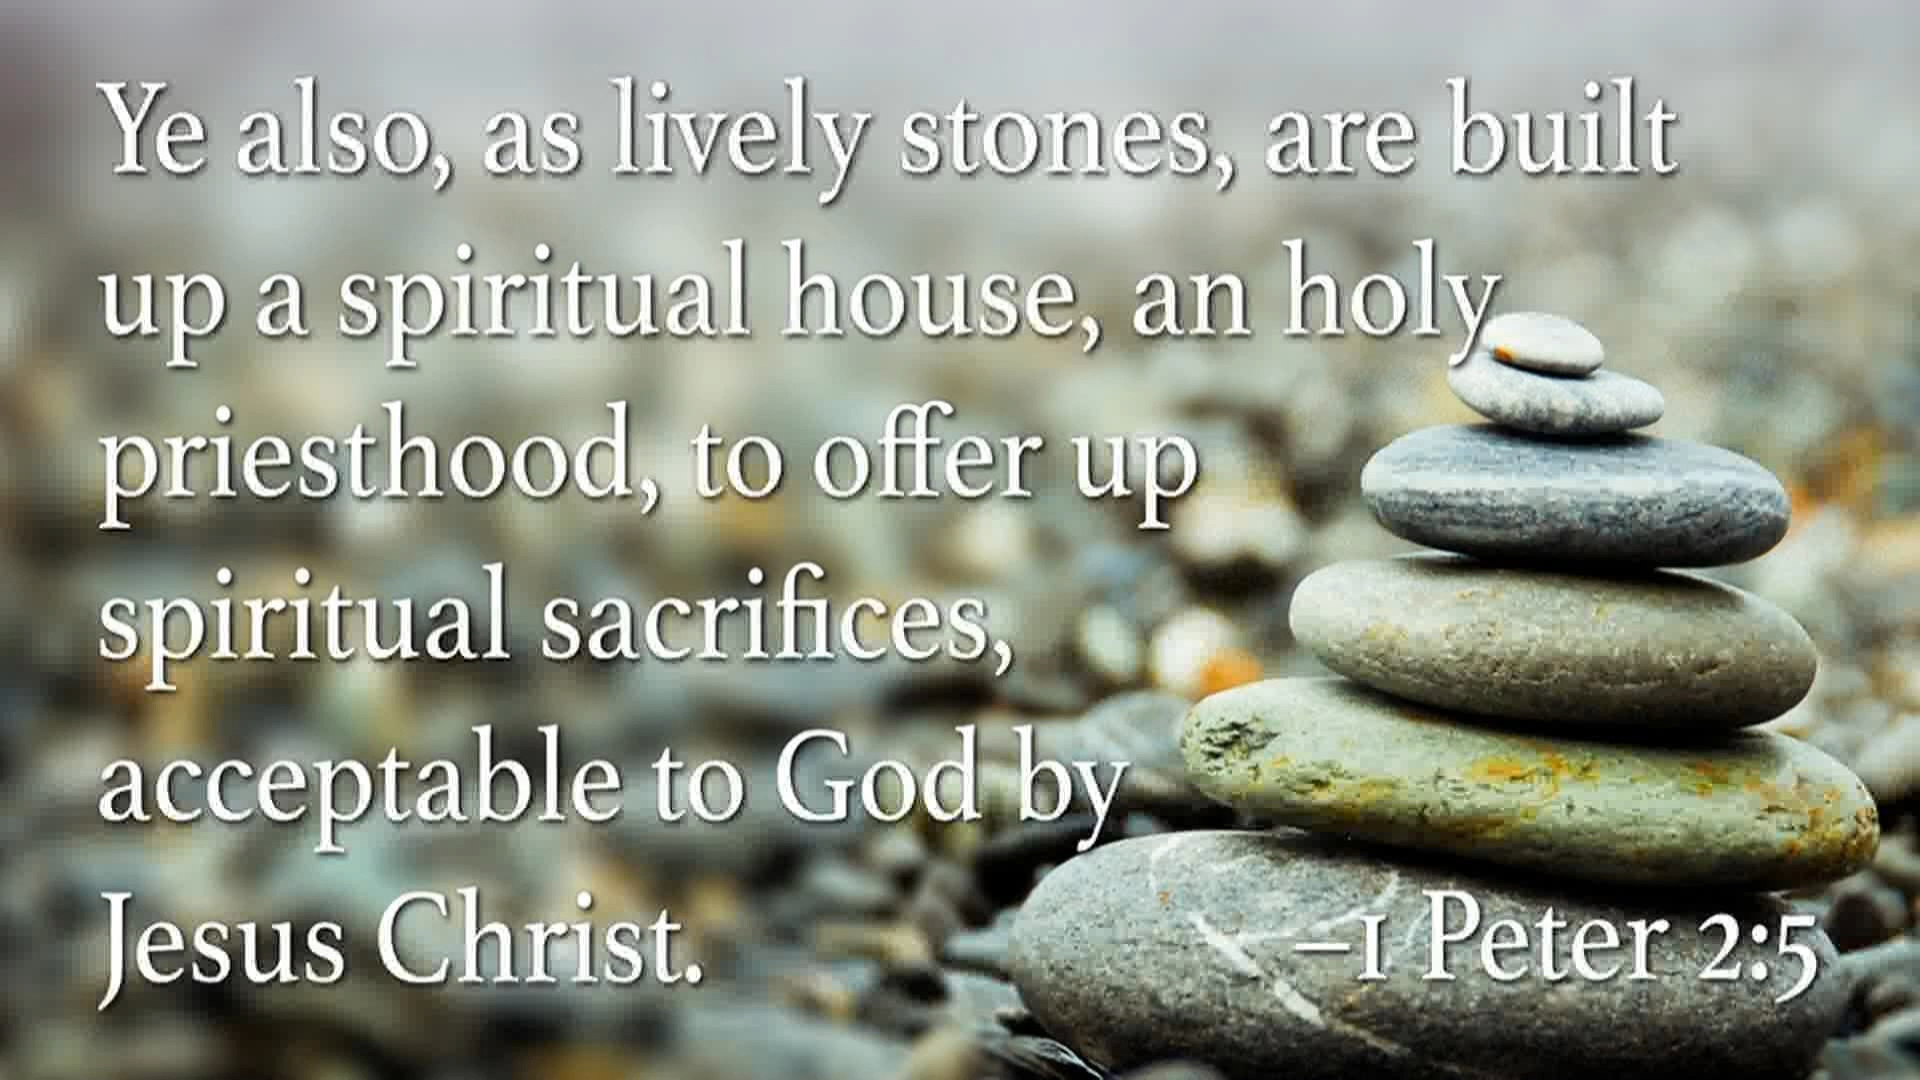 Ye also, as lively stones, are built
up a spiritual house, an holy
priesthood, to offer up
spiritual sacrifices,
acceptable to God by
Jesus Christ.
–1 Peter 2:5